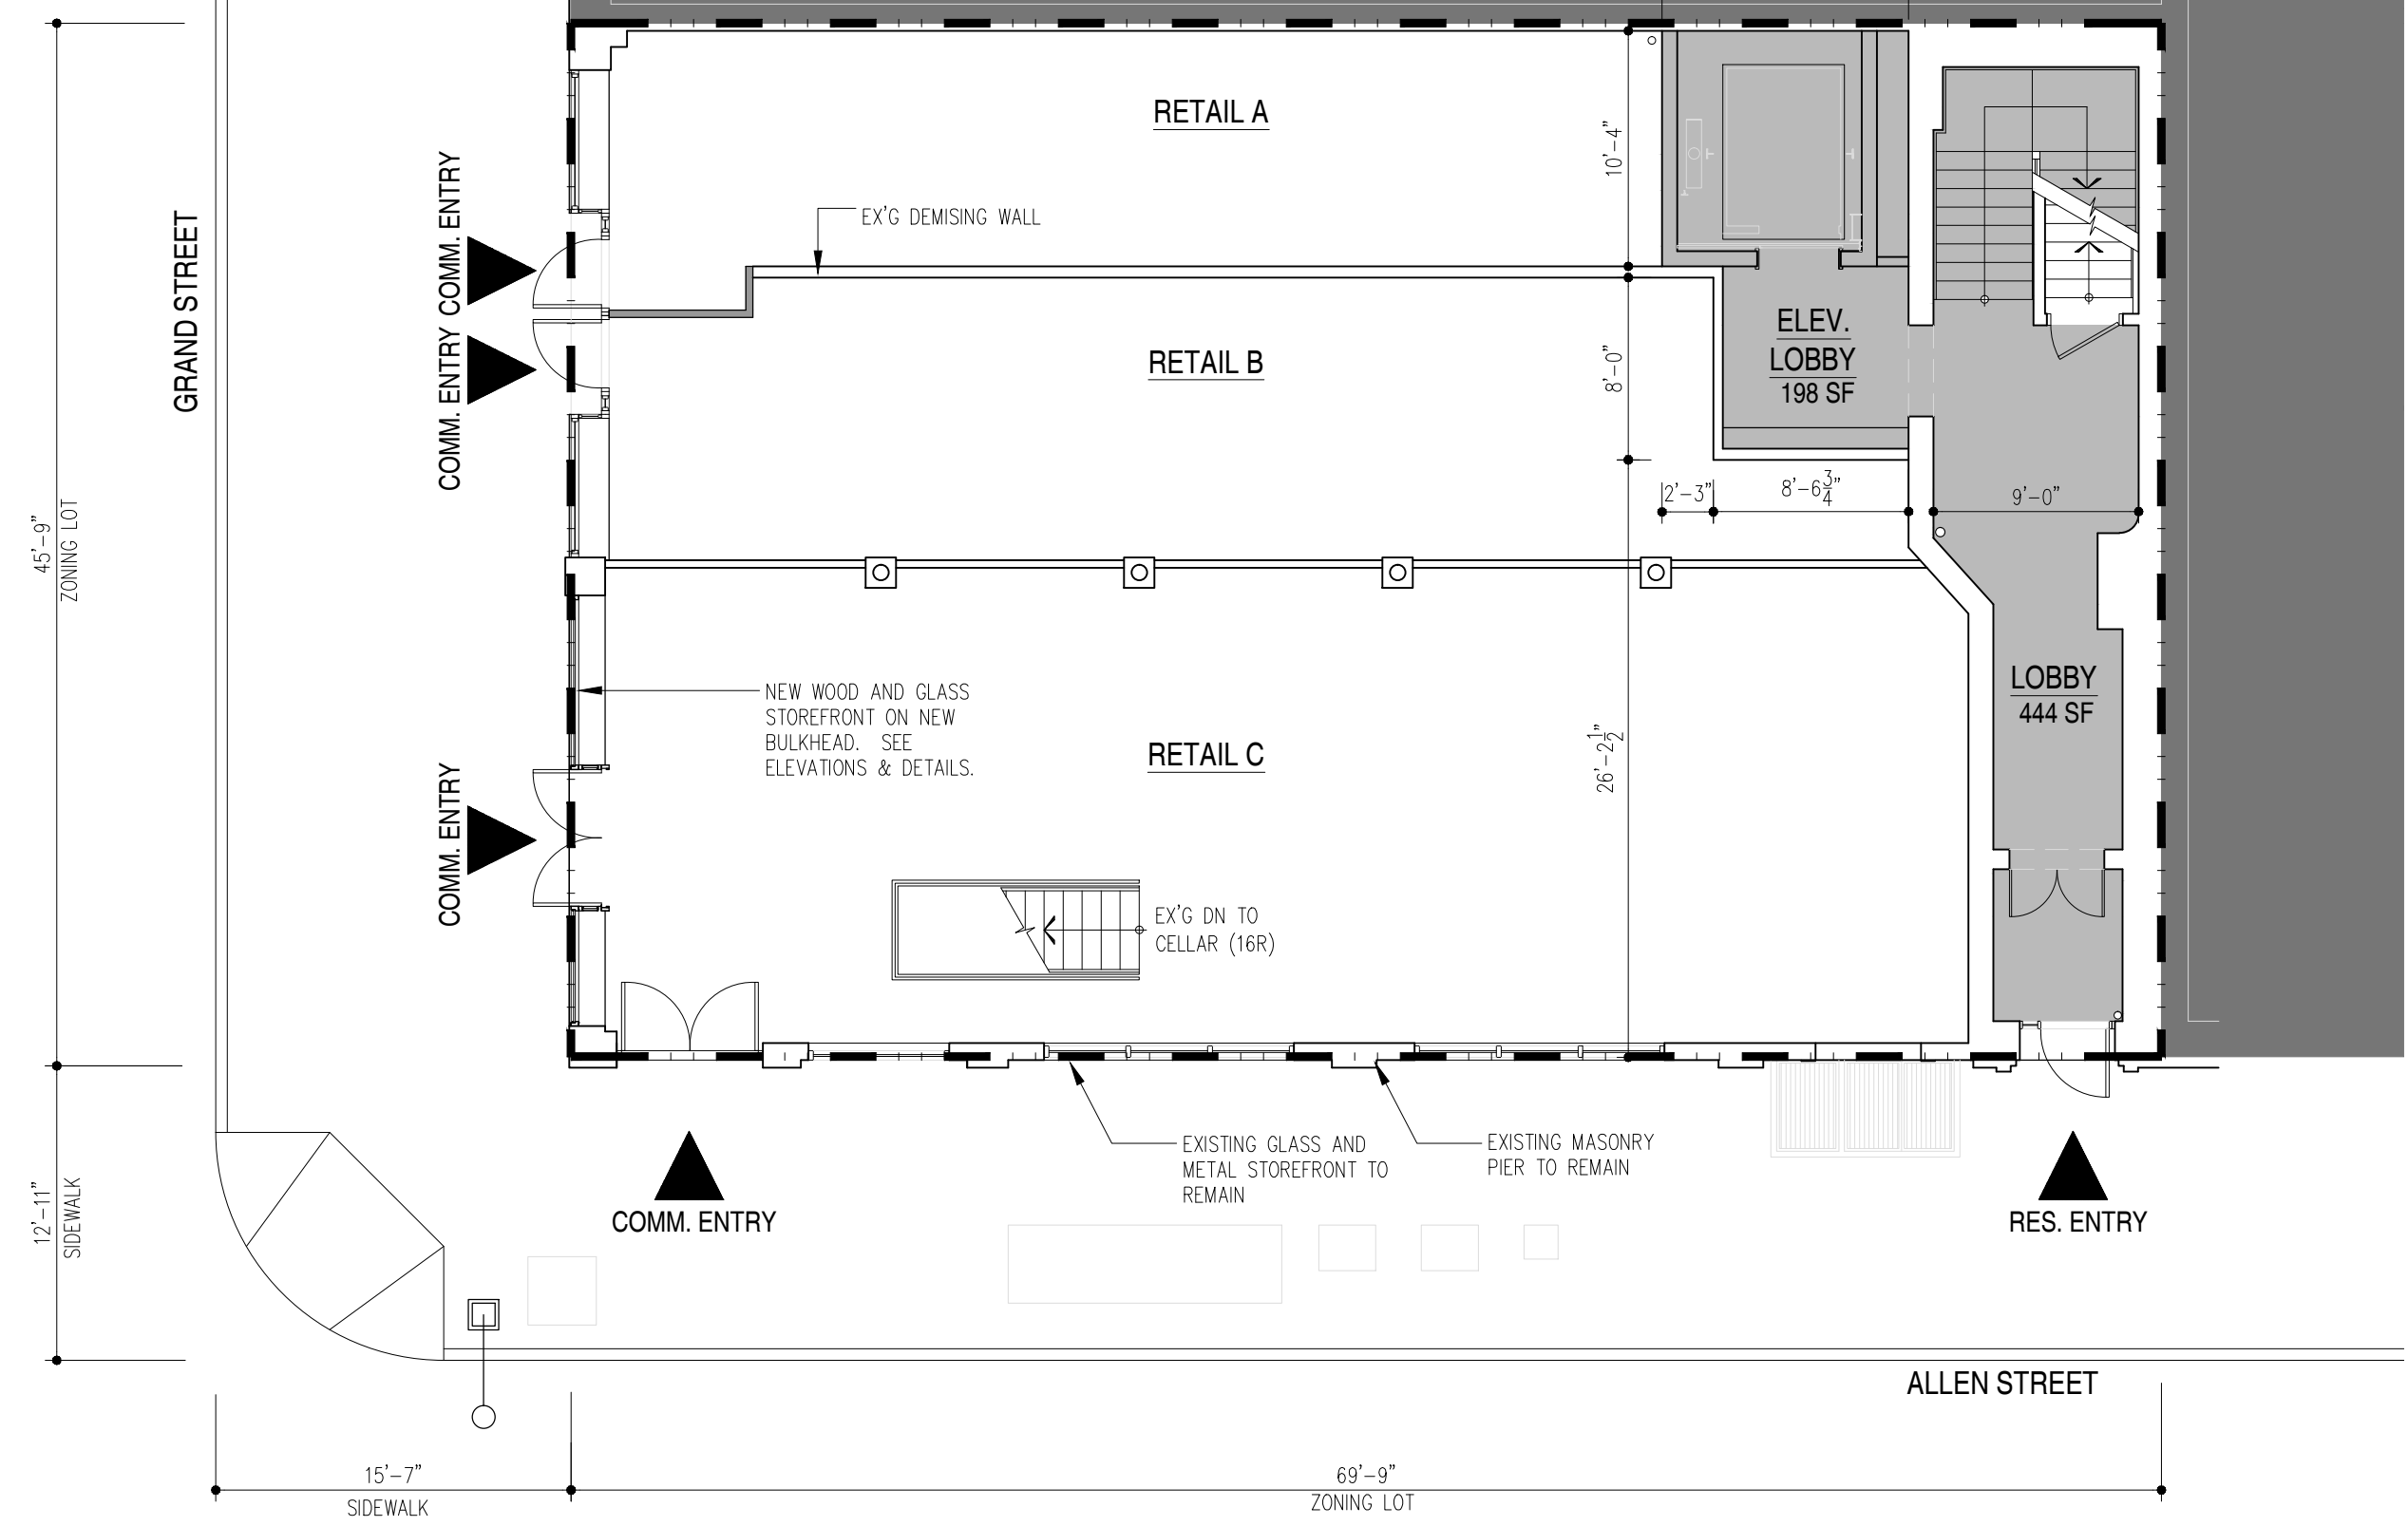 RETAIL A
10'-4"
COMM. ENTRY
EX'G DEMISING WALL
GRAND STREET
ELEV.
LOBBY
198 SF
COMM. ENTRY
RETAIL B
8'-0"
2'-3"
8'-6 3/4"
9'-0"
45'-9"
ZONING LOT
NEW WOOD AND GLASS
STOREFRONT ON NEW
BULKHEAD. SEE
ELEVATIONS & DETAILS.
RETAIL C
26'-2 1/2"
LOBBY
444 SF
COMM. ENTRY
EX'G DN TO
CELLAR (16R)
EXISTING GLASS AND
METAL STOREFRONT TO
REMAIN
EXISTING MASONRY
PIER TO REMAIN
12'-11"
SIDEWALK
COMM. ENTRY
RES. ENTRY
ALLEN STREET
15'-7"
SIDEWALK
69'-9"
ZONING LOT